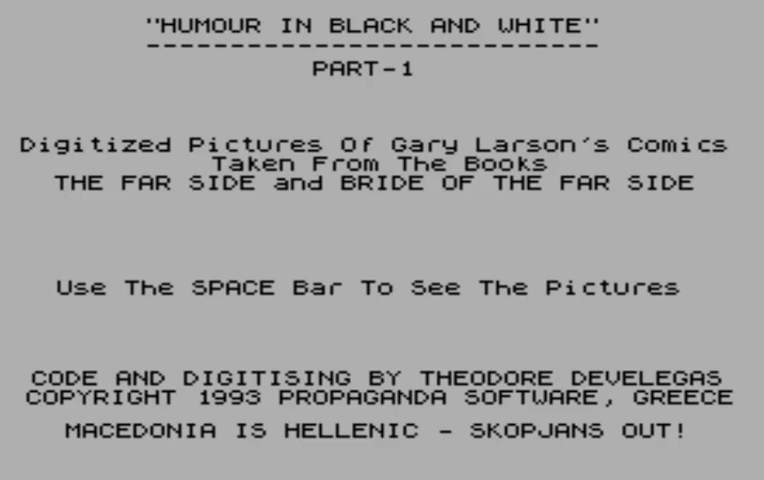 "HUMOUR IN BLACK AND WHITE"
---------------------------
PART-1
Digitized Pictures Of Gary Larson's Comics
Taken From The Books
THE FAR SIDE and BRIDE OF THE FAR SIDE
Use The SPACE Bar To See The Pictures
CODE AND DIGITISING BY THEODORE DEVELEGAS
COPYRIGHT 1993 PROPAGANDA SOFTWARE, GREECE
MACEDONIA IS HELLENIC - SKOPJANS OUT!